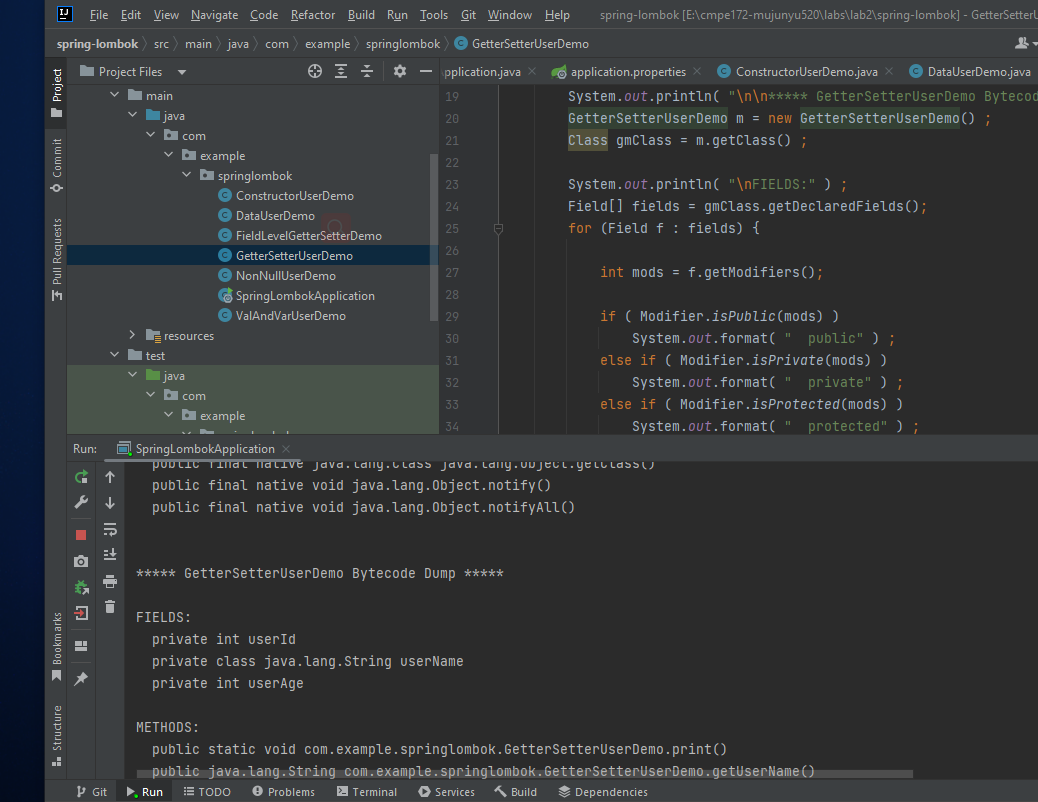 File Edit View Navigate Code Refactor Build Run Tools Git Window Help spring-lombok [E:\cmpe172-mujunyu520\labs\lab2\spring-lombok] - GetterSetterU
spring-lombok src main java com example springlombok GetterSetterUserDemo
Project Files
pplication.java application.properties ConstructorUserDemo.java DataUserDemo.java
Project
Commit
Pull Requests
main
java
com
example
springlombok
ConstructorUserDemo
DataUserDemo
FieldLevelGetterSetterDemo
GetterSetterUserDemo
NonNullUserDemo
SpringLombokApplication
ValAndVarUserDemo
resources
test
java
com
example
19 System.out.println( "\n\n***** GetterSetterUserDemo Bytecod
20 GetterSetterUserDemo m = new GetterSetterUserDemo() ;
21 Class gmClass = m.getClass() ;
22
23 System.out.println( "\nFIELDS:" ) ;
24 Field[] fields = gmClass.getDeclaredFields();
25 for (Field f : fields) {
26
27 int mods = f.getModifiers();
28
29 if ( Modifier.isPublic(mods) )
30 System.out.format( "  public" ) ;
31 else if ( Modifier.isPrivate(mods) )
32 System.out.format( "  private" ) ;
33 else if ( Modifier.isProtected(mods) )
34 System.out.format( "  protected" ) ;
Run: SpringLombokApplication
public final native java.lang.Class java.lang.Object.getClass()
public final native void java.lang.Object.notify()
public final native void java.lang.Object.notifyAll()
***** GetterSetterUserDemo Bytecode Dump *****
FIELDS:
private int userId
private class java.lang.String userName
private int userAge
METHODS:
public static void com.example.springlombok.GetterSetterUserDemo.print()
public java.lang.String com.example.springlombok.GetterSetterUserDemo.getUserName()
Bookmarks
Structure
Git Run TODO Problems Terminal Services Build Dependencies